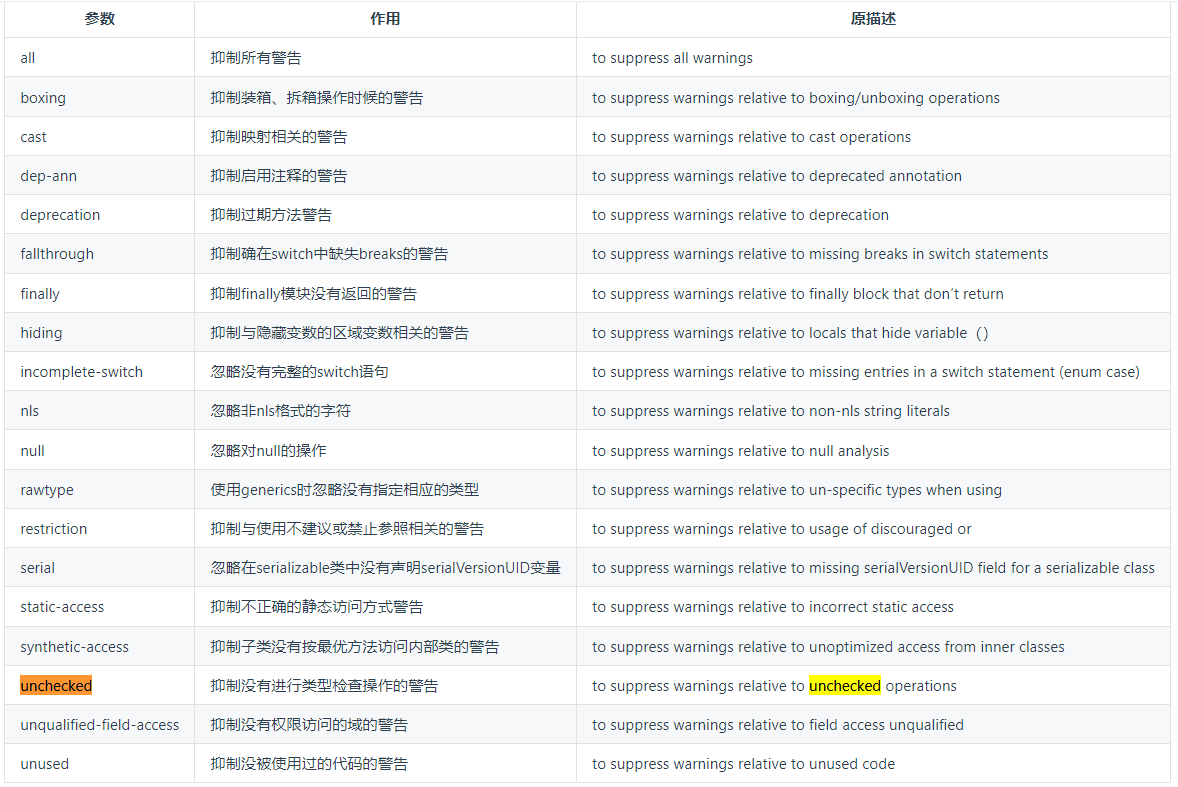 参数 作用 原描述
all 抑制所有警告 to suppress all warnings
boxing 抑制装箱、拆箱操作时候的警告 to suppress warnings relative to boxing/unboxing operations
cast 抑制映射相关的警告 to suppress warnings relative to cast operations
dep-ann 抑制启用注释的警告 to suppress warnings relative to deprecated annotation
deprecation 抑制过期方法警告 to suppress warnings relative to deprecation
fallthrough 抑制确在switch中缺失breaks的警告 to suppress warnings relative to missing breaks in switch statements
finally 抑制finally模块没有返回的警告 to suppress warnings relative to finally block that don’t return
hiding 抑制与隐藏变数的区域变数相关的警告 to suppress warnings relative to locals that hide variable（）
incomplete-switch 忽略没有完整的switch语句 to suppress warnings relative to missing entries in a switch statement (enum case)
nls 忽略非nls格式的字符 to suppress warnings relative to non-nls string literals
null 忽略对null的操作 to suppress warnings relative to null analysis
rawtype 使用generics时忽略没有指定相应的类型 to suppress warnings relative to un-specific types when using
restriction 抑制与使用不建议或禁止参照相关的警告 to suppress warnings relative to usage of discouraged or
serial 忽略在serializable类中没有声明serialVersionUID变量 to suppress warnings relative to missing serialVersionUID field for a serializable class
static-access 抑制不正确的静态访问方式警告 to suppress warnings relative to incorrect static access
synthetic-access 抑制子类没有按最优方法访问内部类的警告 to suppress warnings relative to unoptimized access from inner classes
unchecked 抑制没有进行类型检查操作的警告 to suppress warnings relative to unchecked operations
unqualified-field-access 抑制没有权限访问的域的警告 to suppress warnings relative to field access unqualified
unused 抑制没被使用过的代码的警告 to suppress warnings relative to unused code